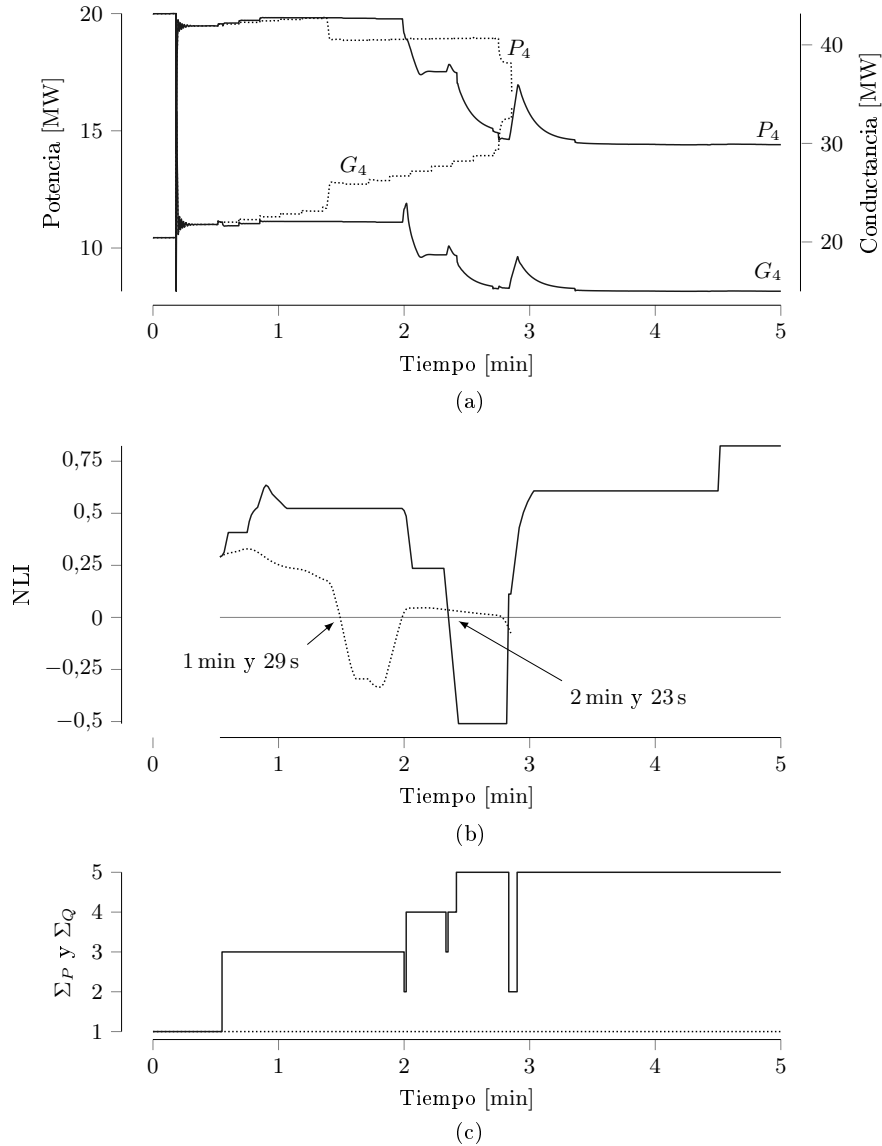 20
15
10
Potencia [MW]
40
30
20
Conductancia [MW]
P4
P4
G4
G4
0 1 2 3 4 5
Tiempo [min]
(a)
0,75
0,5
0,25
0
−0,25
−0,5
NLI
1 min y 29 s
2 min y 23 s
0 1 2 3 4 5
Tiempo [min]
(b)
5
4
3
2
1
ΣP y ΣQ
0 1 2 3 4 5
Tiempo [min]
(c)